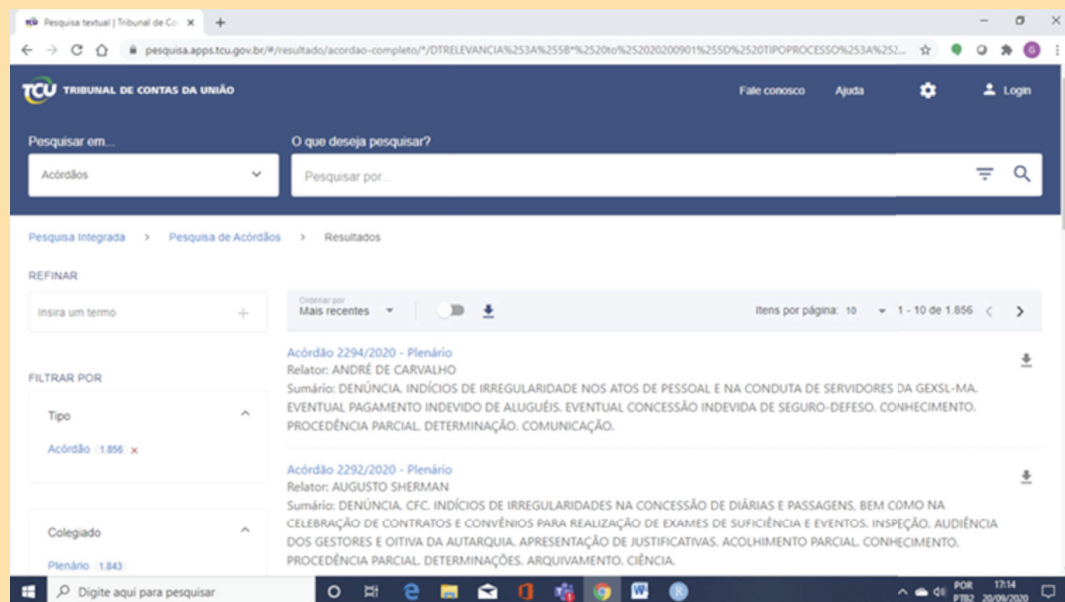 Pesquisa textual | Tribunal de Co
pesquisa.apps.tcu.gov.br/#/resultado/acordao-completo/*/DTRELEVANCIA%253A%255B*%2520to%252020200901%255D%2520TIPOPROCESSO%253A%252...
G
TCU TRIBUNAL DE CONTAS DA UNIÃO
Fale conosco Ajuda Login
Pesquisar em... O que deseja pesquisar?
Acórdãos Pesquisar por...
Pesquisa Integrada > Pesquisa de Acórdãos > Resultados
REFINAR
Insira um termo +
Ordenar por
Mais recentes
Itens por página: 10 1 - 10 de 1.856
FILTRAR POR
Tipo
Acórdão 1.856 x
Colegiado
Plenário 1.843
Acórdão 2294/2020 - Plenário
Relator: ANDRÉ DE CARVALHO
Sumário: DENÚNCIA. INDÍCIOS DE IRREGULARIDADE NOS ATOS DE PESSOAL E NA CONDUTA DE SERVIDORES DA GEXSL-MA.
EVENTUAL PAGAMENTO INDEVIDO DE ALUGUÉIS. EVENTUAL CONCESSÃO INDEVIDA DE SEGURO-DEFESO. CONHECIMENTO.
PROCEDÊNCIA PARCIAL. DETERMINAÇÃO. COMUNICAÇÃO.
Acórdão 2292/2020 - Plenário
Relator: AUGUSTO SHERMAN
Sumário: DENÚNCIA. CFC. INDÍCIOS DE IRREGULARIDADES NA CONCESSÃO DE DIÁRIAS E PASSAGENS, BEM COMO NA
CELEBRAÇÃO DE CONTRATOS E CONVÊNIOS PARA REALIZAÇÃO DE EXAMES DE SUFICIÊNCIA E EVENTOS. INSPEÇÃO. AUDIÊNCIA
DOS GESTORES E OITIVA DA AUTARQUIA. APRESENTAÇÃO DE JUSTIFICATIVAS. ACOLHIMENTO PARCIAL. CONHECIMENTO.
PROCEDÊNCIA PARCIAL. DETERMINAÇÕES. ARQUIVAMENTO. CIÊNCIA.
Digite aqui para pesquisar
POR 17:14
PTB2 20/09/2020